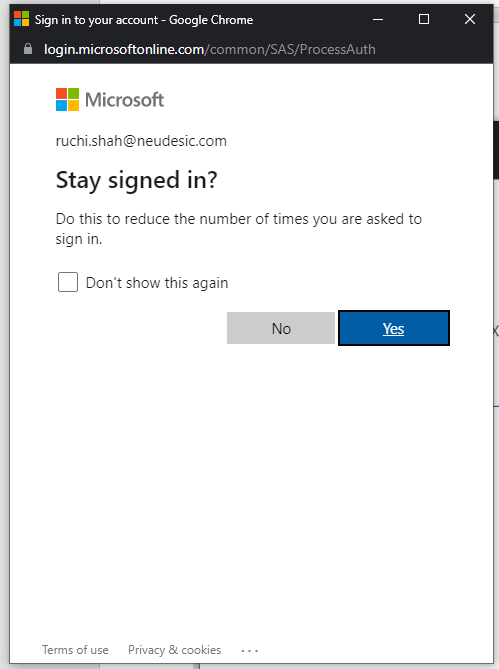 Sign in to your account - Google Chrome
login.microsoftonline.com/common/SAS/ProcessAuth
Microsoft
ruchi.shah@neudesic.com
Stay signed in?
Do this to reduce the number of times you are asked to
sign in.
Don't show this again
No
Yes
Terms of use
Privacy & cookies
...